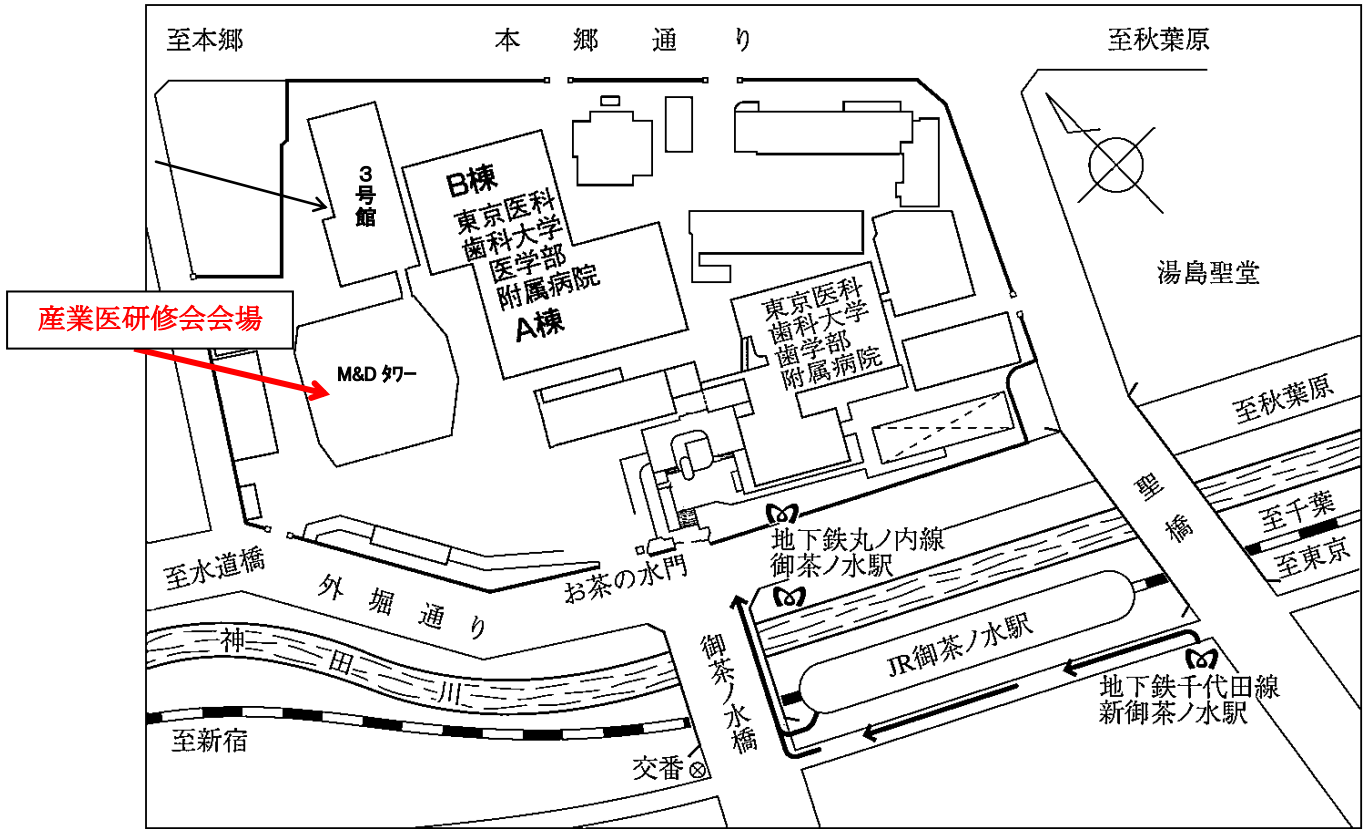 至本郷
本郷通り
至秋葉原
3号館
B棟
東京医科
歯科大学
医学部
附属病院
A棟
湯島聖堂
東京医科
歯科大学
歯学部
附属病院
産業医研修会会場
M&Dタワー
至秋葉原
聖橋
至千葉
至東京
地下鉄丸ノ内線
御茶ノ水駅
至水道橋
外堀通り
お茶の水門
神田川
御茶ノ水橋
JR御茶ノ水駅
地下鉄千代田線
新御茶ノ水駅
至新宿
交番